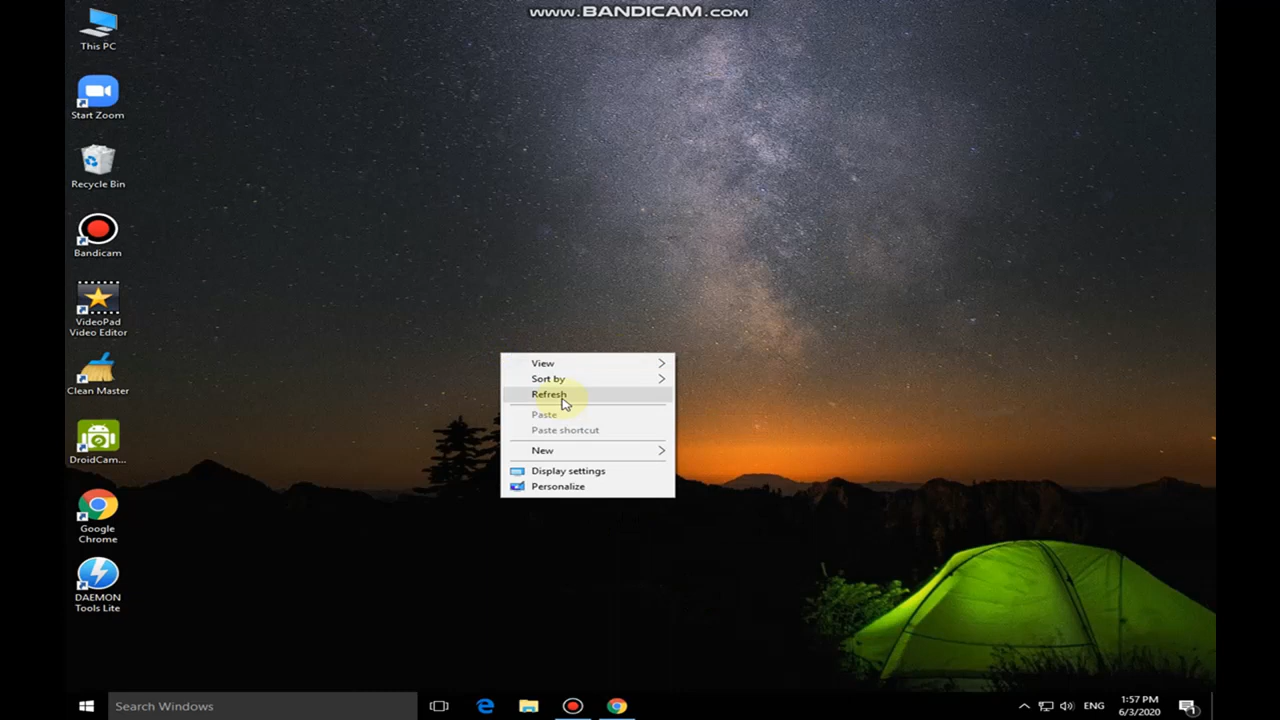 www.BANDICAM.com
This PC
Start Zoom
Recycle Bin
Bandicam
VideoPad
Video Editor
Clean Master
DroidCam...
Google
Chrome
DAEMON
Tools Lite
View
Sort by
Refresh
Paste
Paste shortcut
New
Display settings
Personalize
Search Windows
ENG
1:57 PM
6/3/2020
1